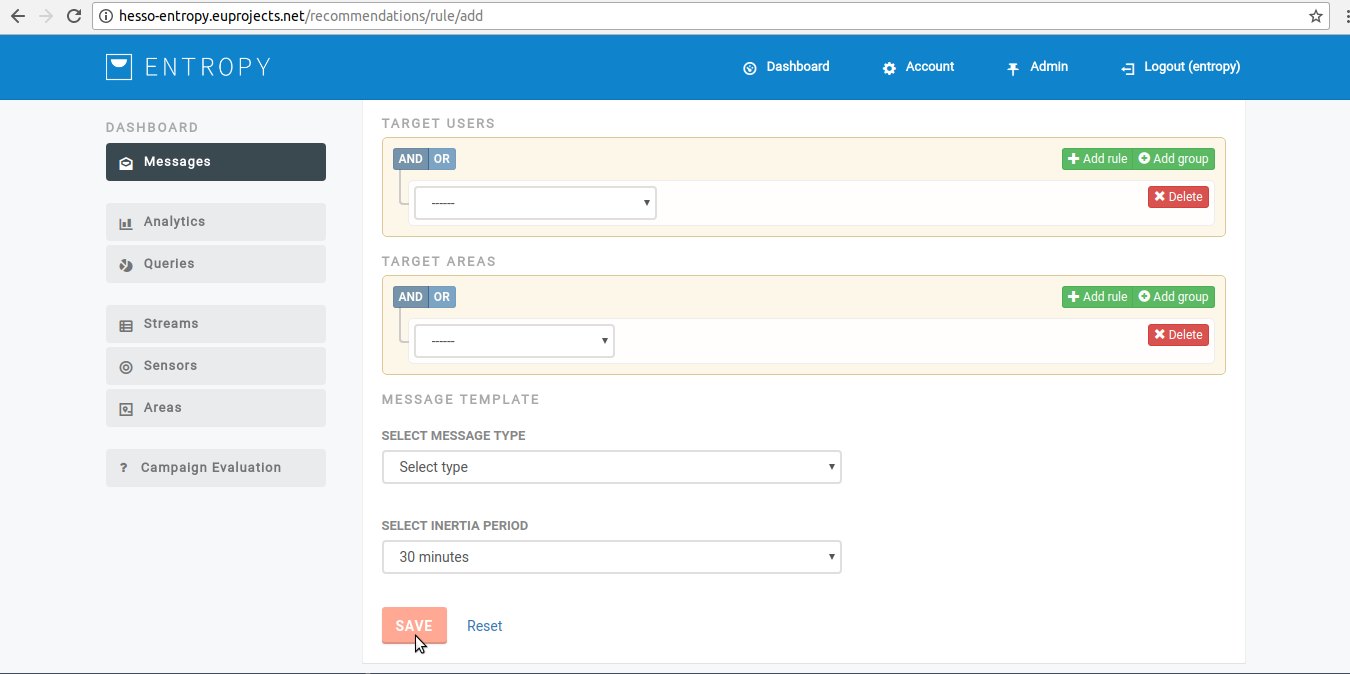 hesso-entropy.euprojects.net/recommendations/rule/add
ENTROPY
Dashboard Account Admin Logout (entropy)
DASHBOARD
Messages
Analytics
Queries
Streams
Sensors
Areas
? Campaign Evaluation
TARGET USERS
AND OR Add rule Add group
------ Delete
TARGET AREAS
AND OR Add rule Add group
------ Delete
MESSAGE TEMPLATE
SELECT MESSAGE TYPE
Select type
SELECT INERTIA PERIOD
30 minutes
SAVE Reset